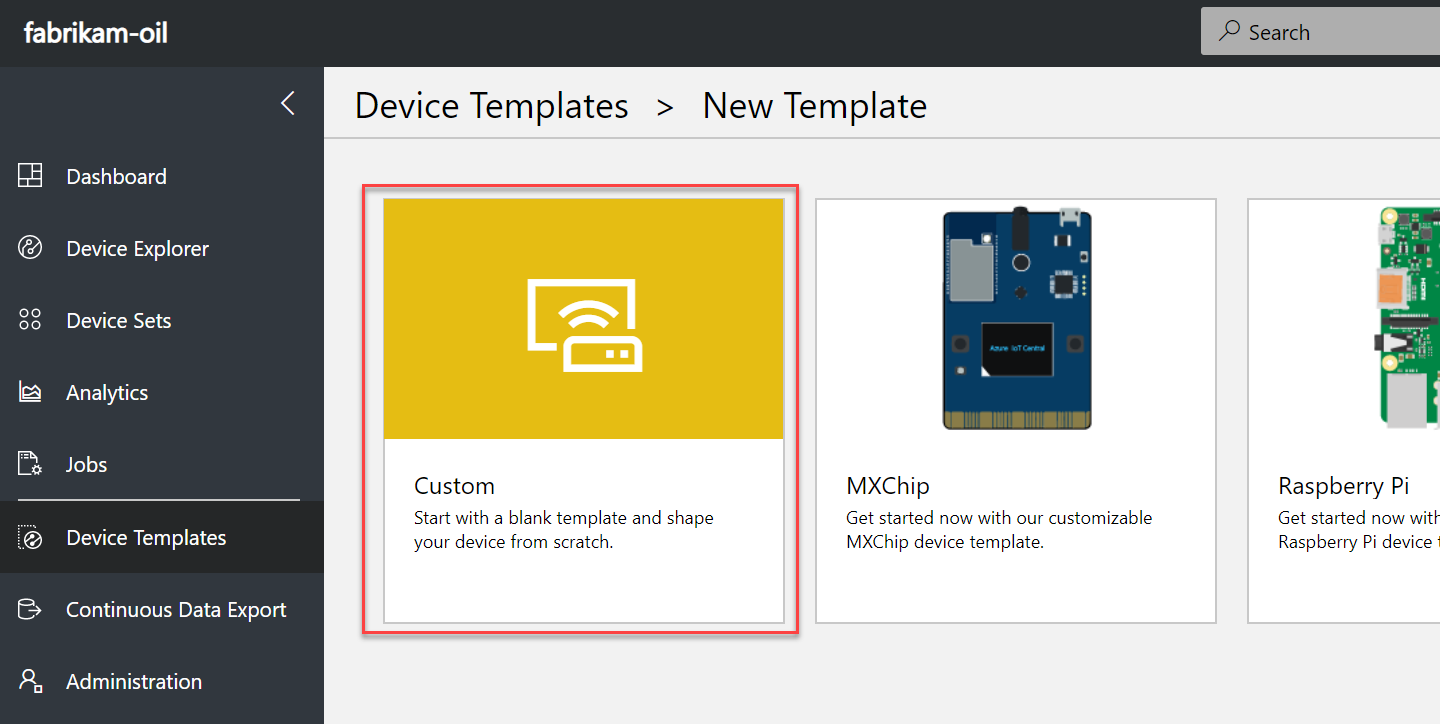 fabrikam-oil
Search
Device Templates > New Template
Dashboard
Device Explorer
Device Sets
Analytics
Jobs
Device Templates
Continuous Data Export
Administration
Azure IoT Central
Custom
Start with a blank template and shape
your device from scratch.
MXChip
Get started now with our customizable
MXChip device template.
Raspberry Pi
Get started now with
Raspberry Pi device